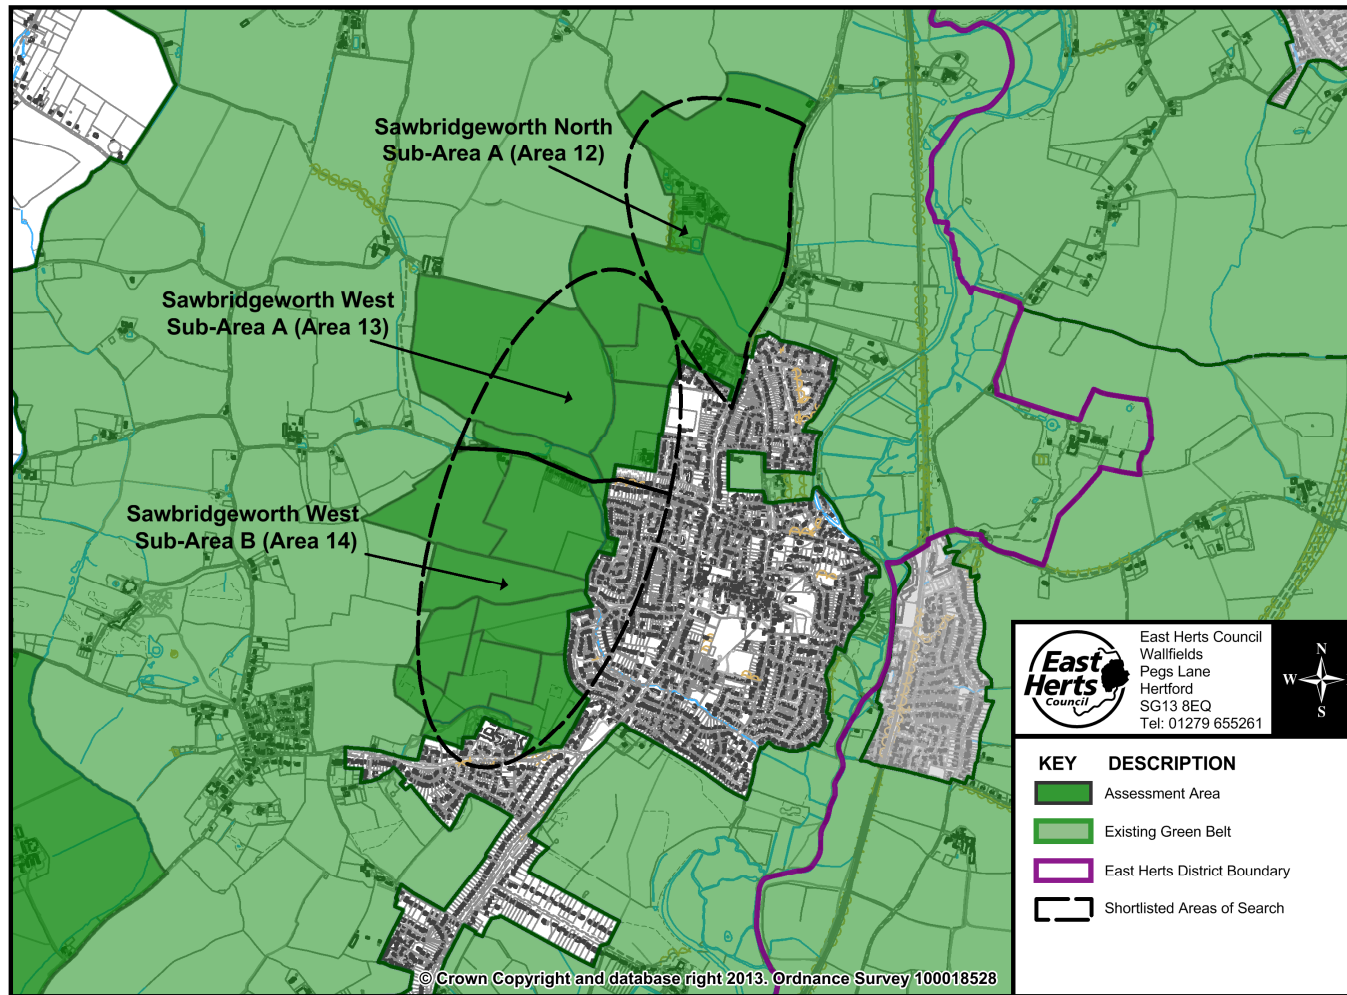 Sawbridgeworth North
Sub-Area A (Area 12)
Sawbridgeworth West
Sub-Area A (Area 13)
Sawbridgeworth West
Sub-Area B (Area 14)
East
Herts
Council
East Herts Council
Wallfields
Pegs Lane
Hertford
SG13 8EQ
Tel: 01279 655261
N
W
E
S
KEY DESCRIPTION
Assessment Area
Existing Green Belt
East Herts District Boundary
Shortlisted Areas of Search
© Crown Copyright and database right 2013. Ordnance Survey 100018528